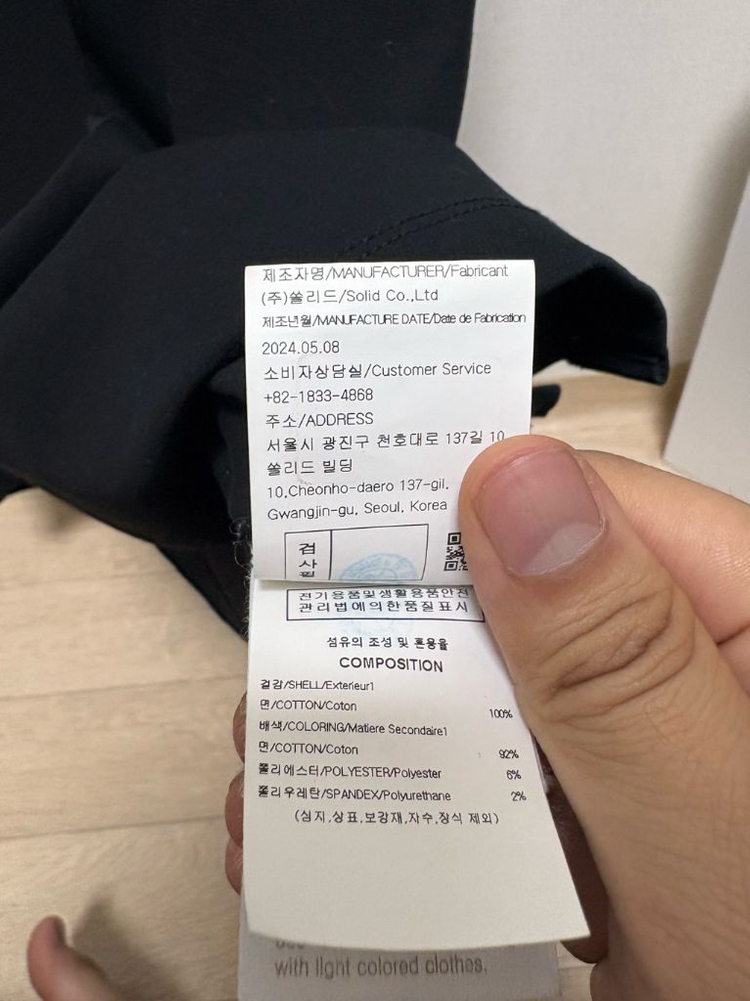 제조자명/MANUFACTURER/Fabricant
(주)쏠리드/Solid Co.,Ltd
제조년월/MANUFACTURE DATE/Date de Fabrication
2024.05.08
소비자상담실/Customer Service
+82-1833-4868
주소/ADDRESS
서울시 광진구 천호대로 137길 10
쏠리드 빌딩
10,Cheonho-daero 137-gil,
Gwangjin-gu, Seoul, Korea
검
사
필
전기용품및생활용품안전
관리법에의한품질표시
섬유의 조성 및 혼용율
COMPOSITION
겉감/SHELL/Exterieur1
면/COTTON/Coton 100%
배색/COLORING/Matiere Secondaire1
면/COTTON/Coton 92%
폴리에스터/POLYESTER/Polyester 6%
폴리우레탄/SPANDEX/Polyurethane 2%
(심지,상표,보강재,자수,장식 제외)
with light colored clothes.